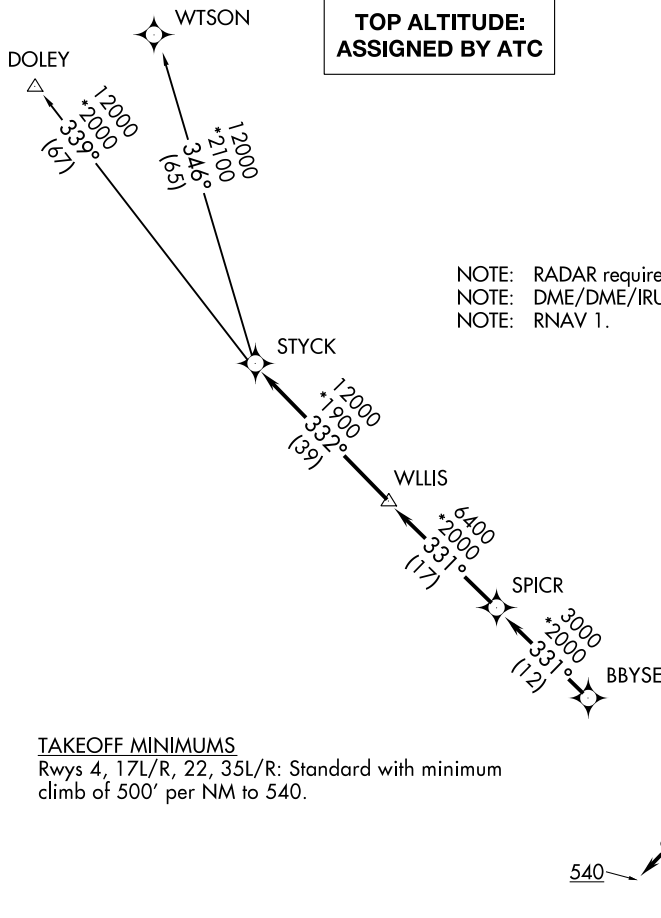 WTSON
TOP ALTITUDE:
ASSIGNED BY ATC
DOLEY
12000
*2000
339°
(67)
12000
*2100
346°
(65)
NOTE: RADAR require
NOTE: DME/DME/IRU
NOTE: RNAV 1.
STYCK
12000
*1900
332°
(39)
WLLIS
6400
*2000
331°
(17)
SPICR
3000
*2000
331°
(12)
BBYSE
TAKEOFF MINIMUMS
Rwys 4, 17L/R, 22, 35L/R: Standard with minimum
climb of 500' per NM to 540.
540